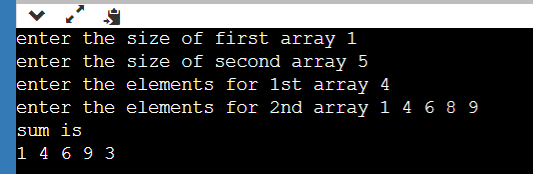 enter the size of first array 1
enter the size of second array 5
enter the elements for 1st array 4
enter the elements for 2nd array 1 4 6 8 9
sum is
1 4 6 9 3